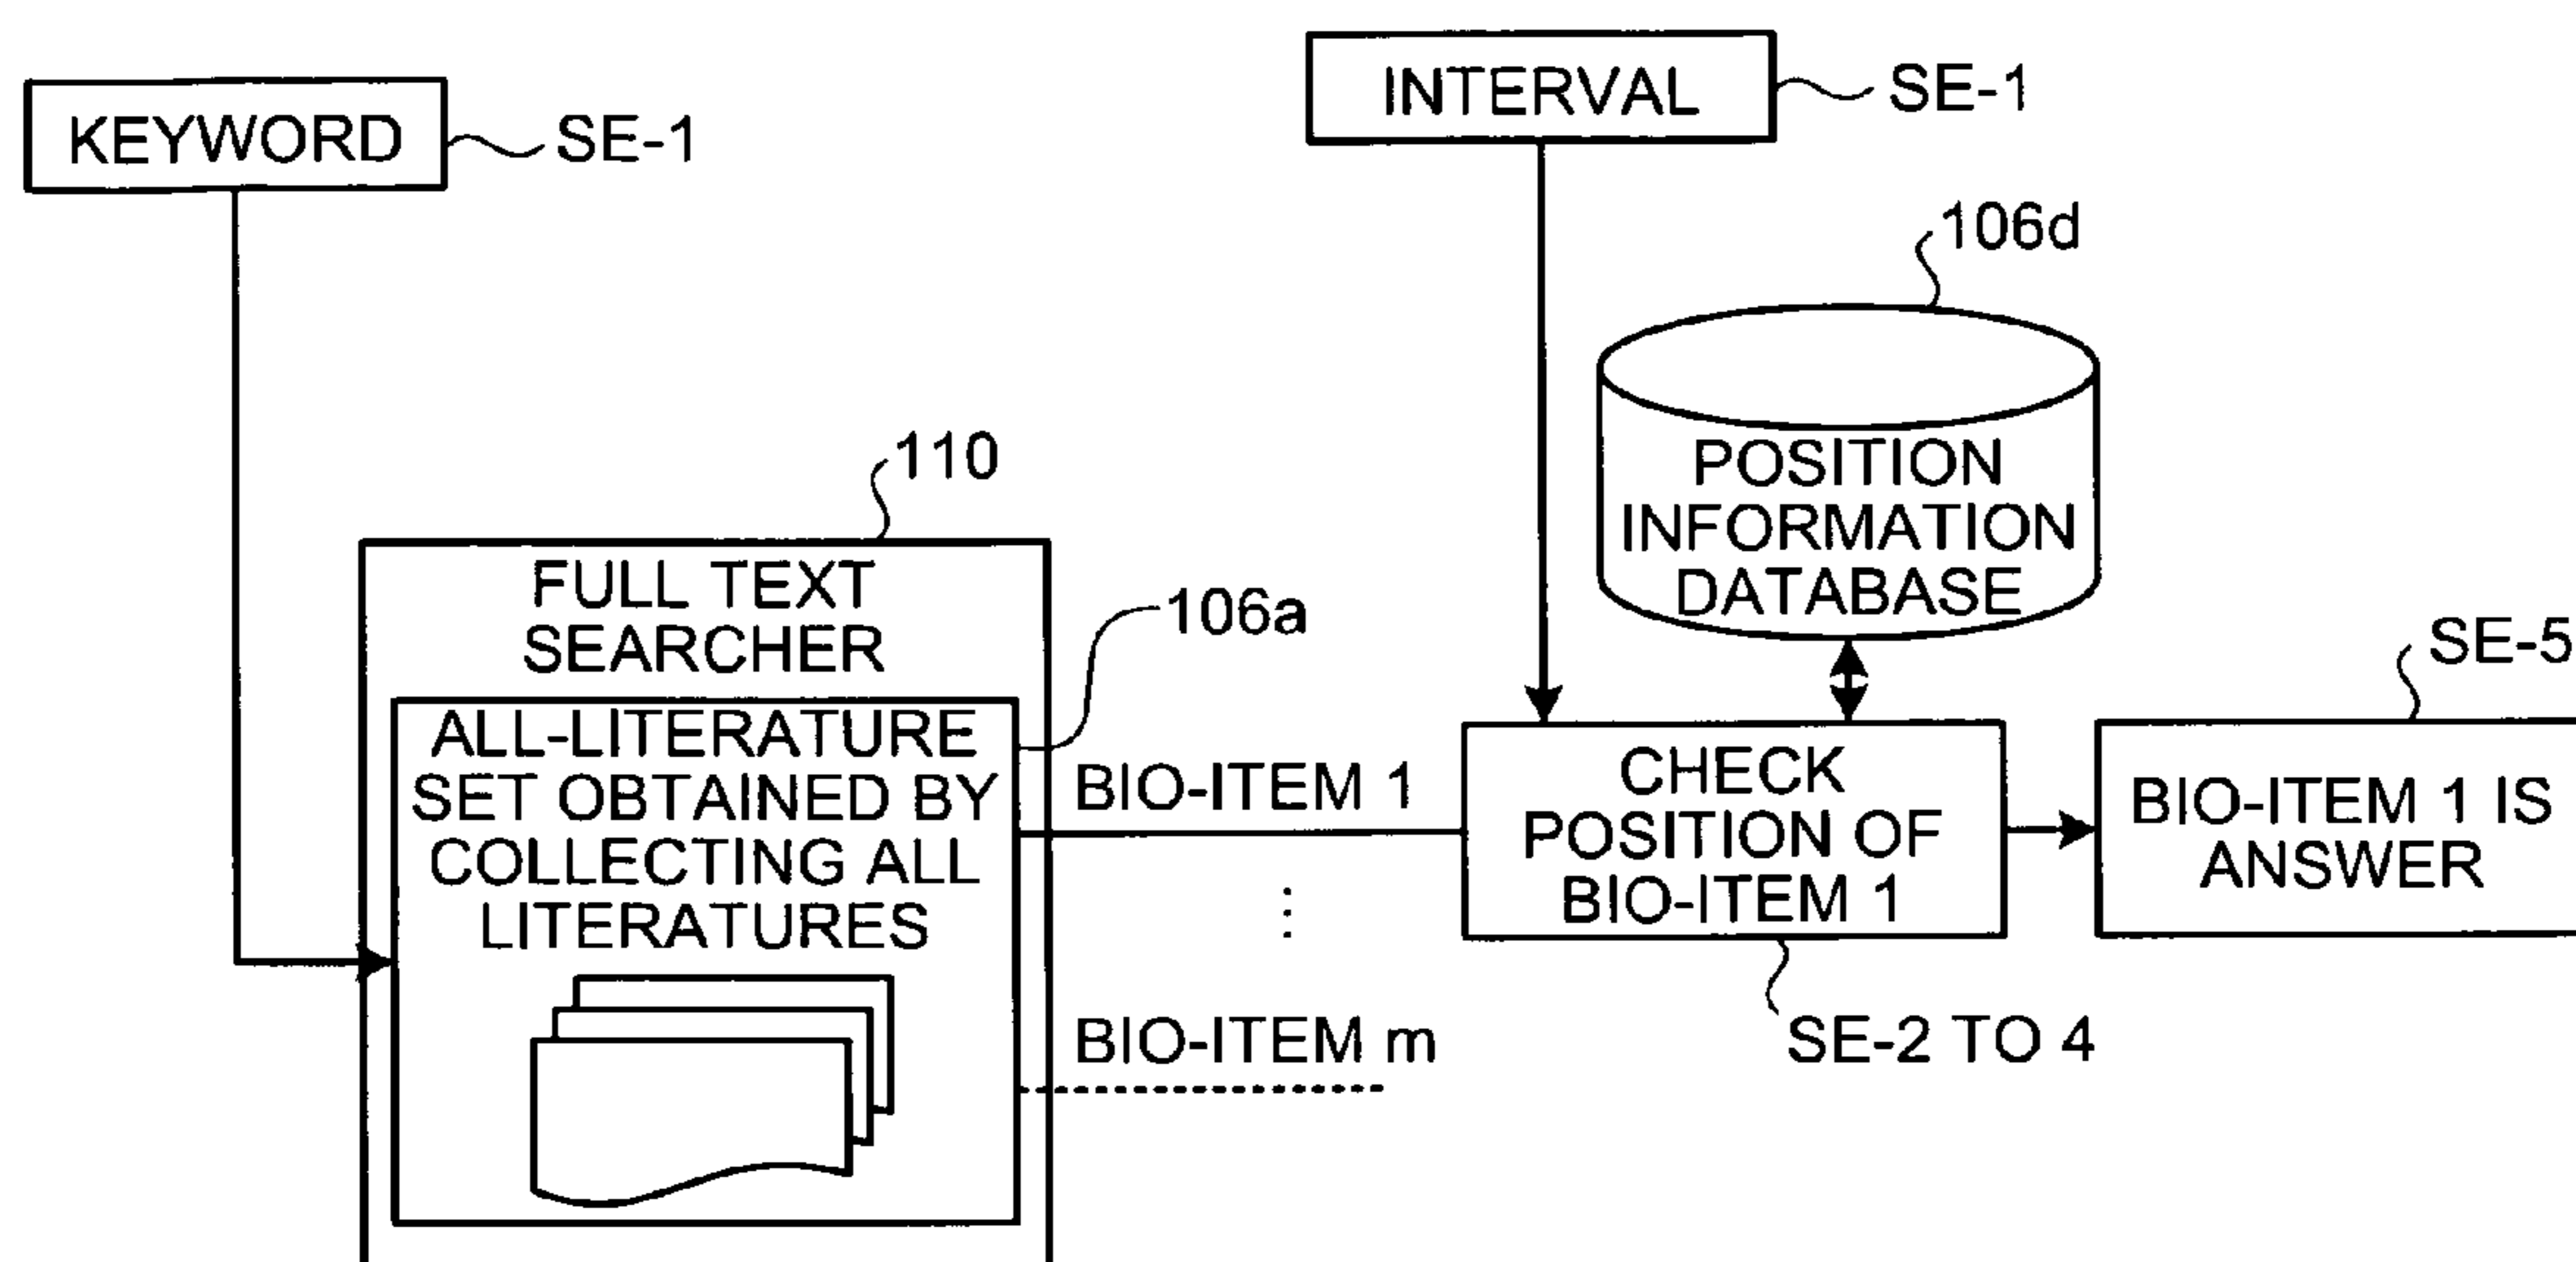 KEYWORD
SE-1
INTERVAL
SE-1
106d
POSITION
INFORMATION
DATABASE
110
FULL TEXT
SEARCHER
106a
ALL-LITERATURE
SET OBTAINED BY
COLLECTING ALL
LITERATURES
BIO-ITEM 1
⋮
BIO-ITEM m
CHECK
POSITION OF
BIO-ITEM 1
SE-2 TO 4
SE-5
BIO-ITEM 1 IS
ANSWER